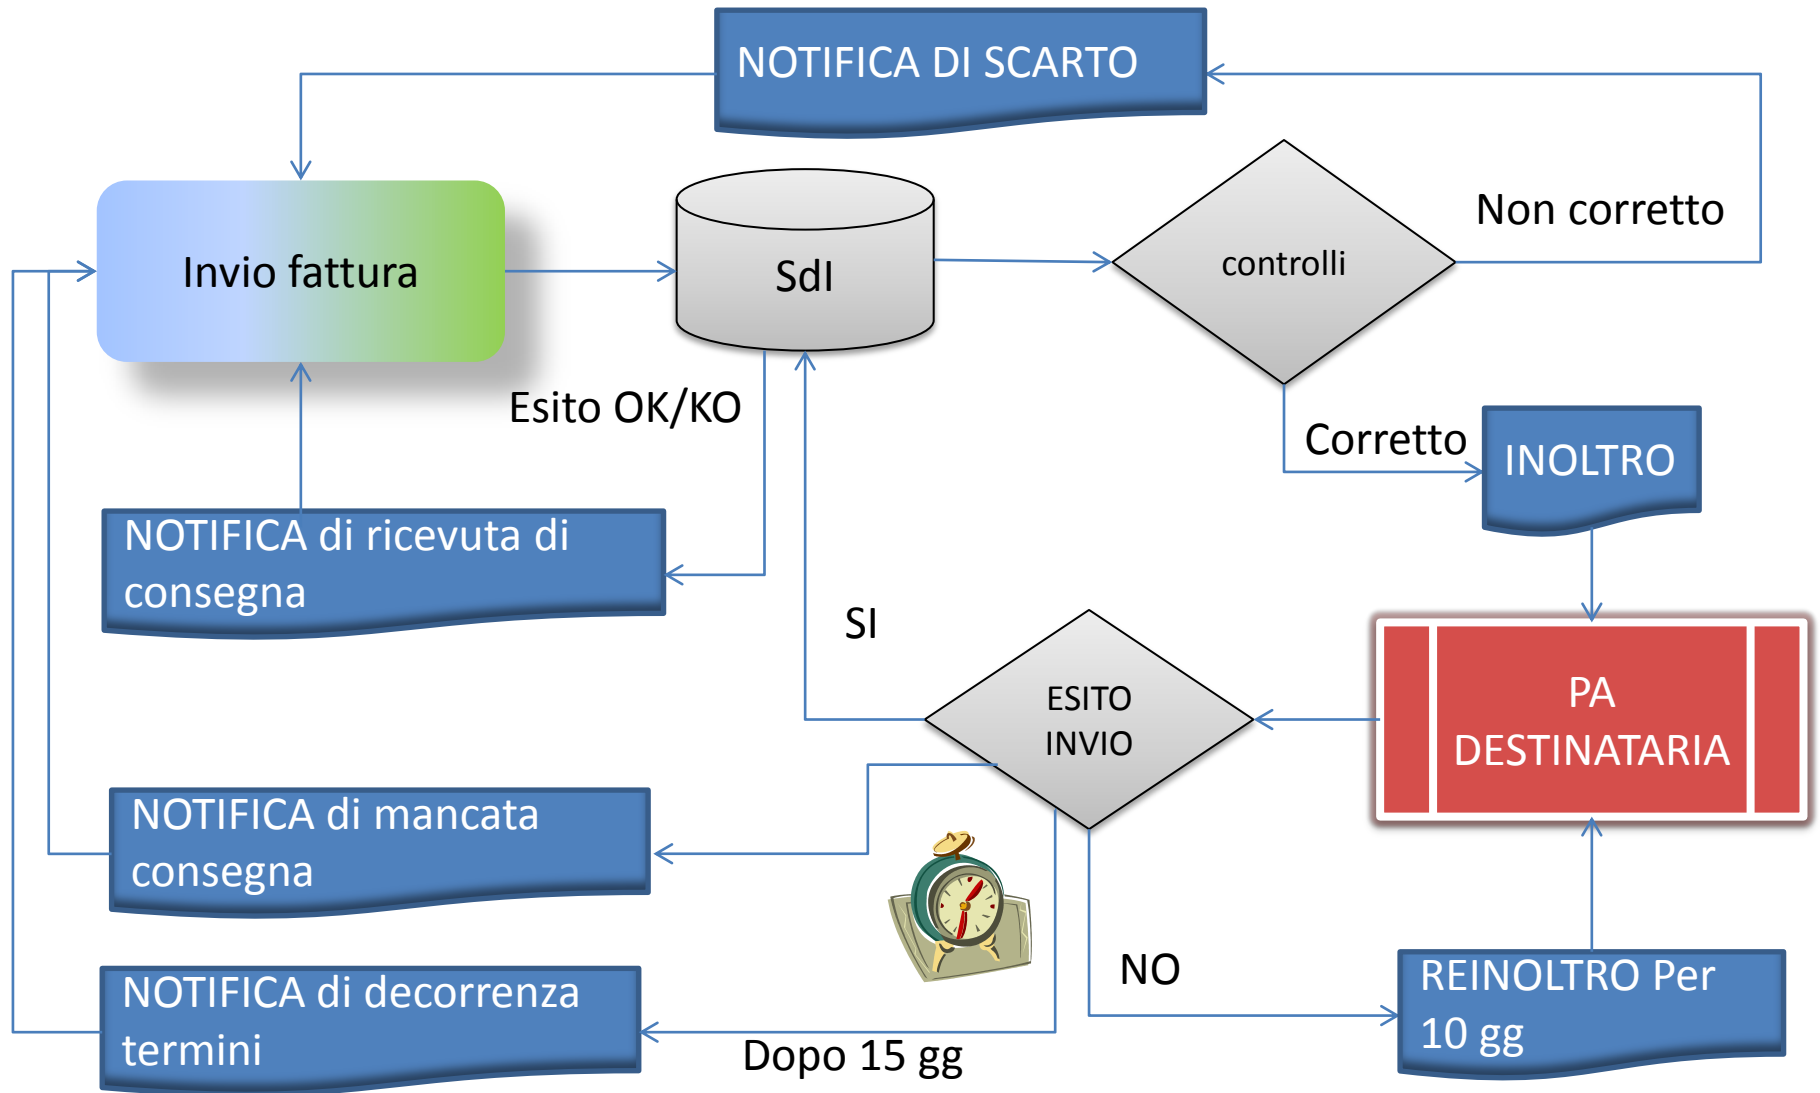 NOTIFICA DI SCARTO
Non corretto
Invio fattura
SdI
controlli
Esito OK/KO
Corretto
INOLTRO
NOTIFICA di ricevuta di
consegna
SI
ESITO
INVIO
PA
DESTINATARIA
NOTIFICA di mancata
consegna
NO
REINOLTRO Per
10 gg
NOTIFICA di decorrenza
termini
Dopo 15 gg